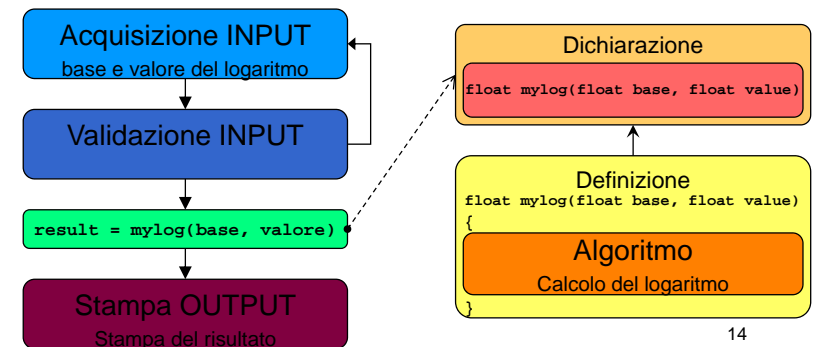 Acquisizione INPUT
base e valore del logaritmo
Validazione INPUT
result = mylog(base, valore)
Stampa OUTPUT
Stampa del risultato
Dichiarazione
float mylog(float base, float value)
Definizione
float mylog(float base, float value)
{
Algoritmo
Calcolo del logaritmo
}
14